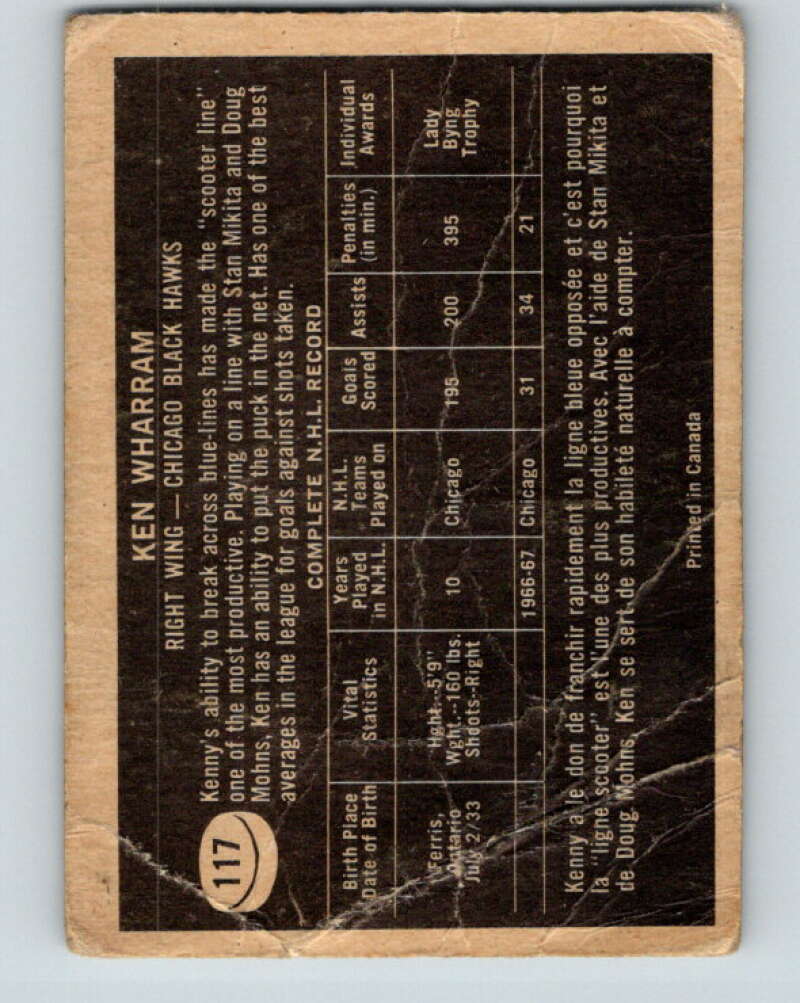 117
KEN WHARRAM
RIGHT WING — CHICAGO BLACK HAWKS
Kenny's ability to break across blue-lines has made the "scooter line"
one of the most productive. Playing on a line with Stan Mikita and Doug
Mohns, Ken has an ability to put the puck in the net. Has one of the best
averages in the league for goals against shots taken.
COMPLETE N.H.L. RECORD
Birth Place Date of Birth | Vital Statistics | Years Played in N.H.L. | N.H.L. Teams Played on | Goals Scored | Assists | Penalties (in min.) | Individual Awards
Ferris, Ontario July 2/33 | Hght.--5'9" Wght.--160 lbs. Shoots--Right | 10 | Chicago | 195 | 200 | 395 | Lady Byng Trophy
1966-67 | Chicago | 31 | 34 | 21
Kenny a le don de franchir rapidement la ligne bleue opposée et c'est pourquoi
la "ligne scooter" est l'une des plus productives. Avec l'aide de Stan Mikita et
de Doug Mohns, Ken se sert de son habileté naturelle à compter.
Printed in Canada